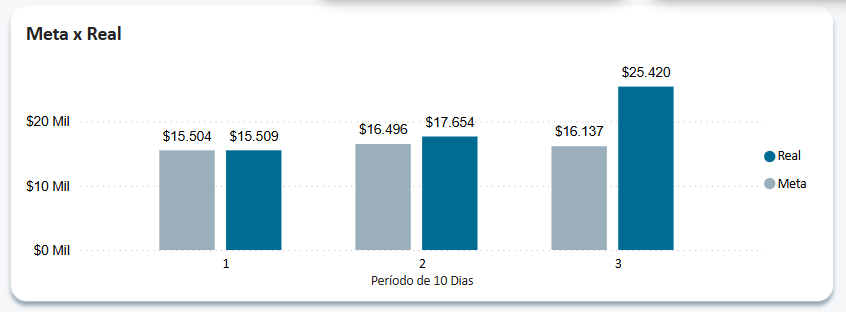 Meta x Real
$25.420
$20 Mil
$15.504 $15.509 $16.496 $17.654 $16.137
Real
$10 Mil
Meta
$0 Mil
1 2 3
Período de 10 Dias